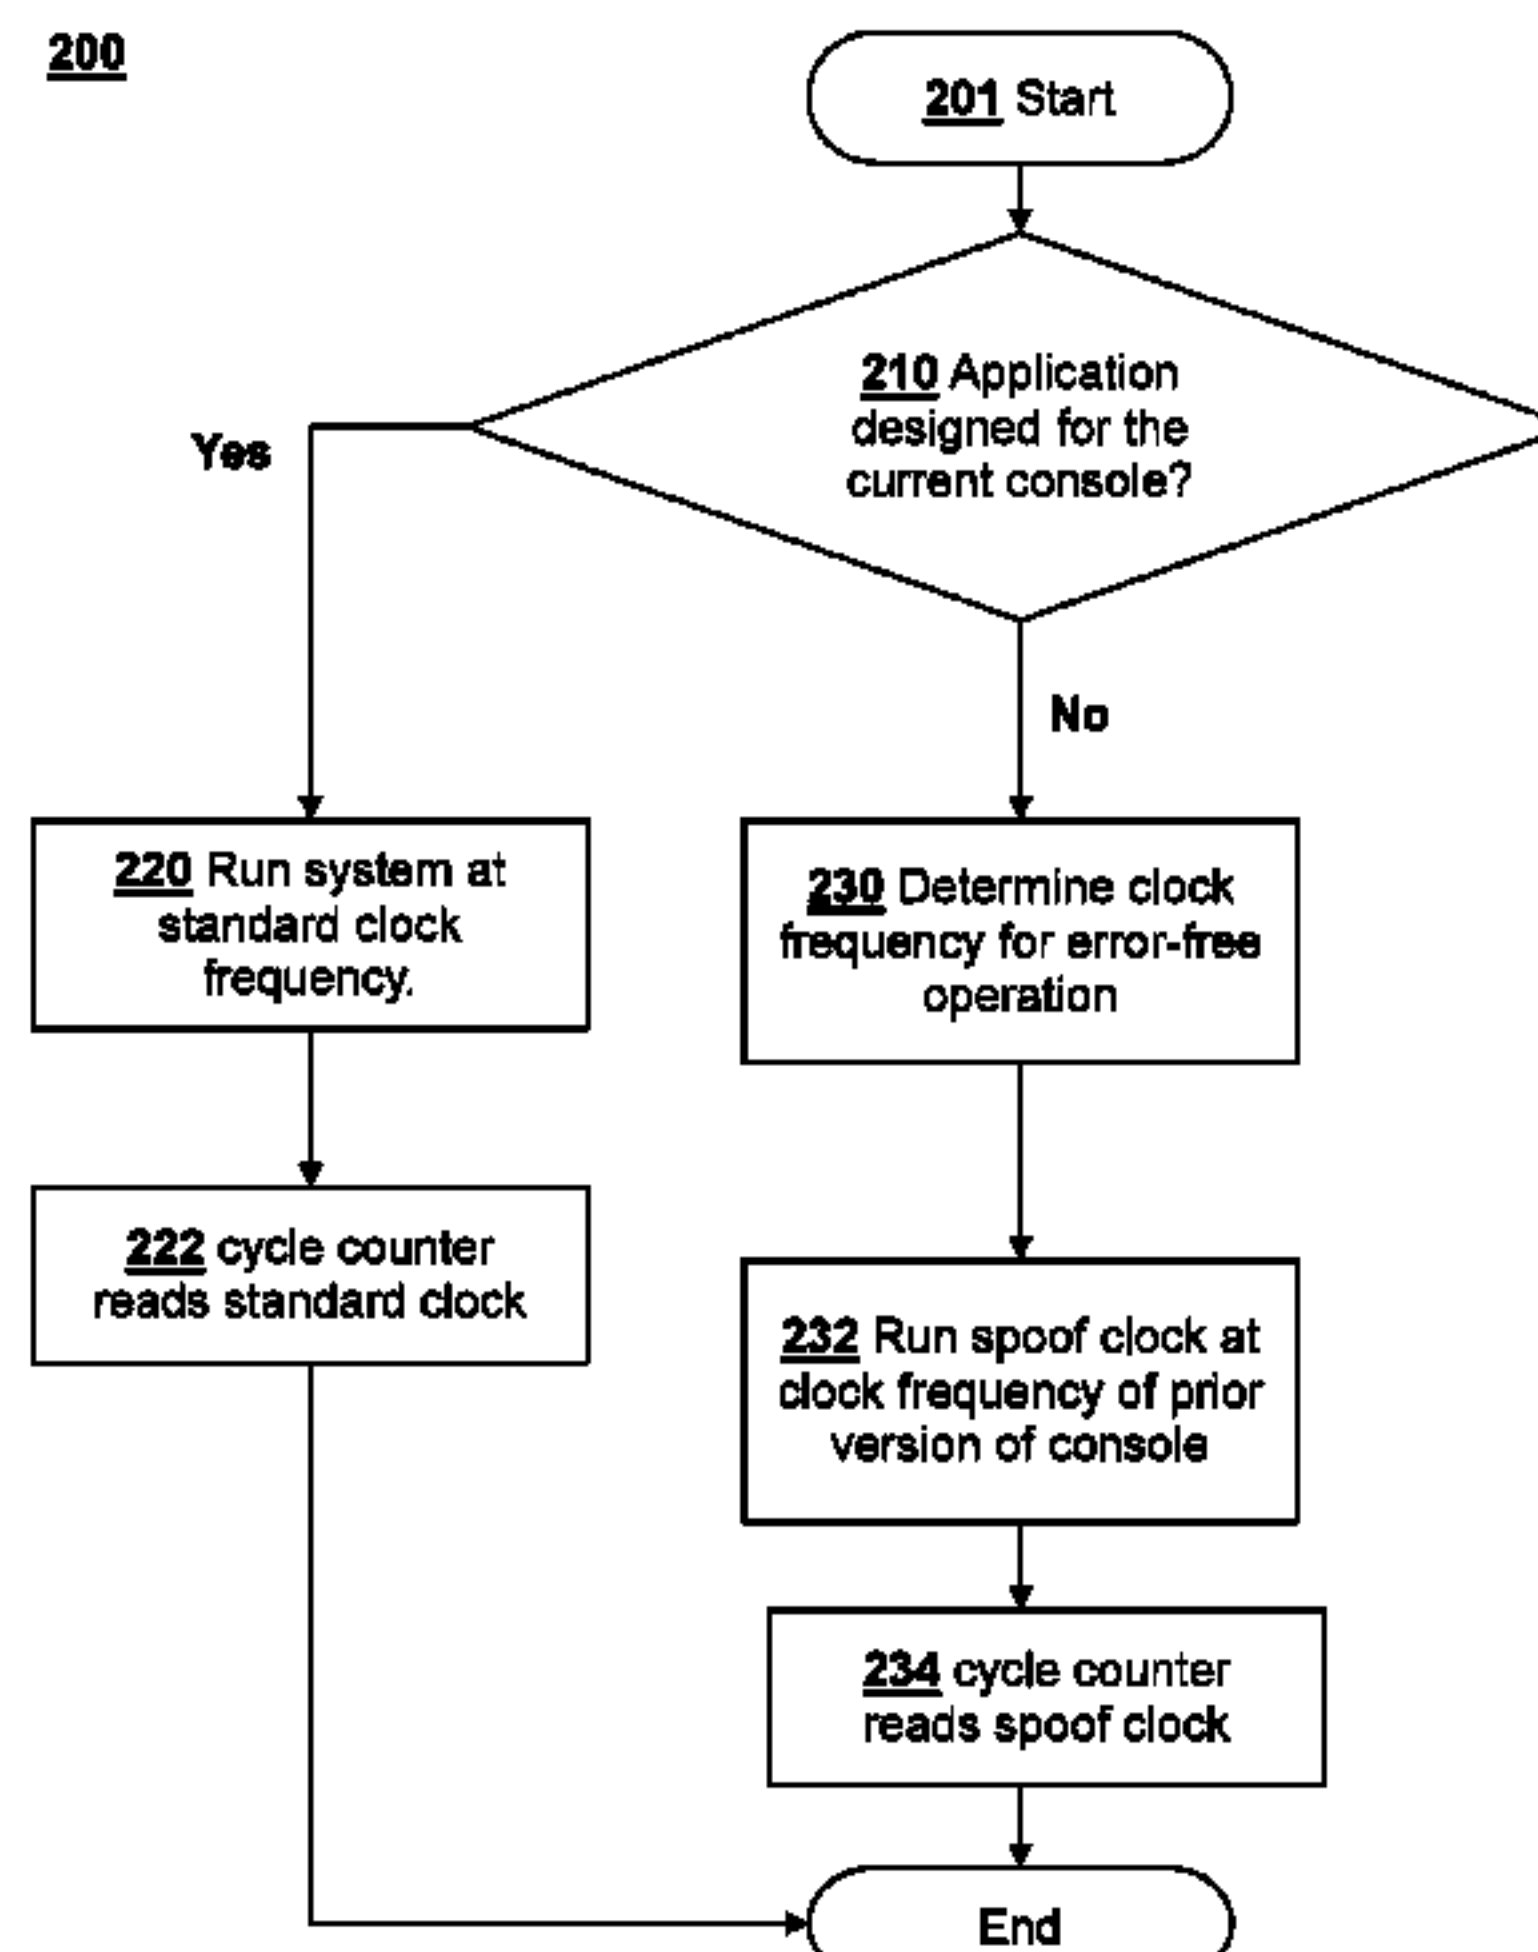 200
201 Start
210 Application
designed for the
current console?
Yes
No
220 Run system at
standard clock
frequency.
230 Determine clock
frequency for error-free
operation
222 cycle counter
reads standard clock
232 Run spoof clock at
clock frequency of prior
version of console
234 cycle counter
reads spoof clock
End